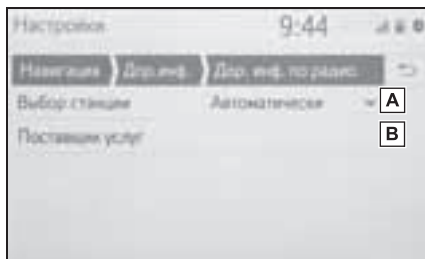 Настройки 9:44
Навигация Дор.инф. Дор. инф. по радио
Выбор станции Автоматически A
Поставщик услуг B